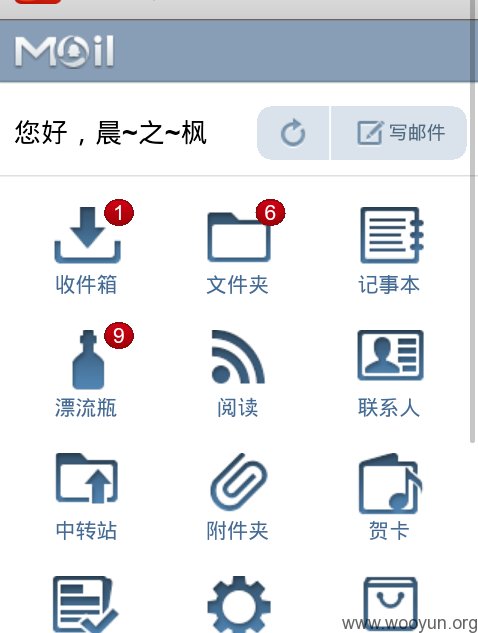 Mail
您好，晨~之~枫
写邮件
1
6
收件箱
文件夹
记事本
9
漂流瓶
阅读
联系人
中转站
附件夹
贺卡
www.wooyun.org